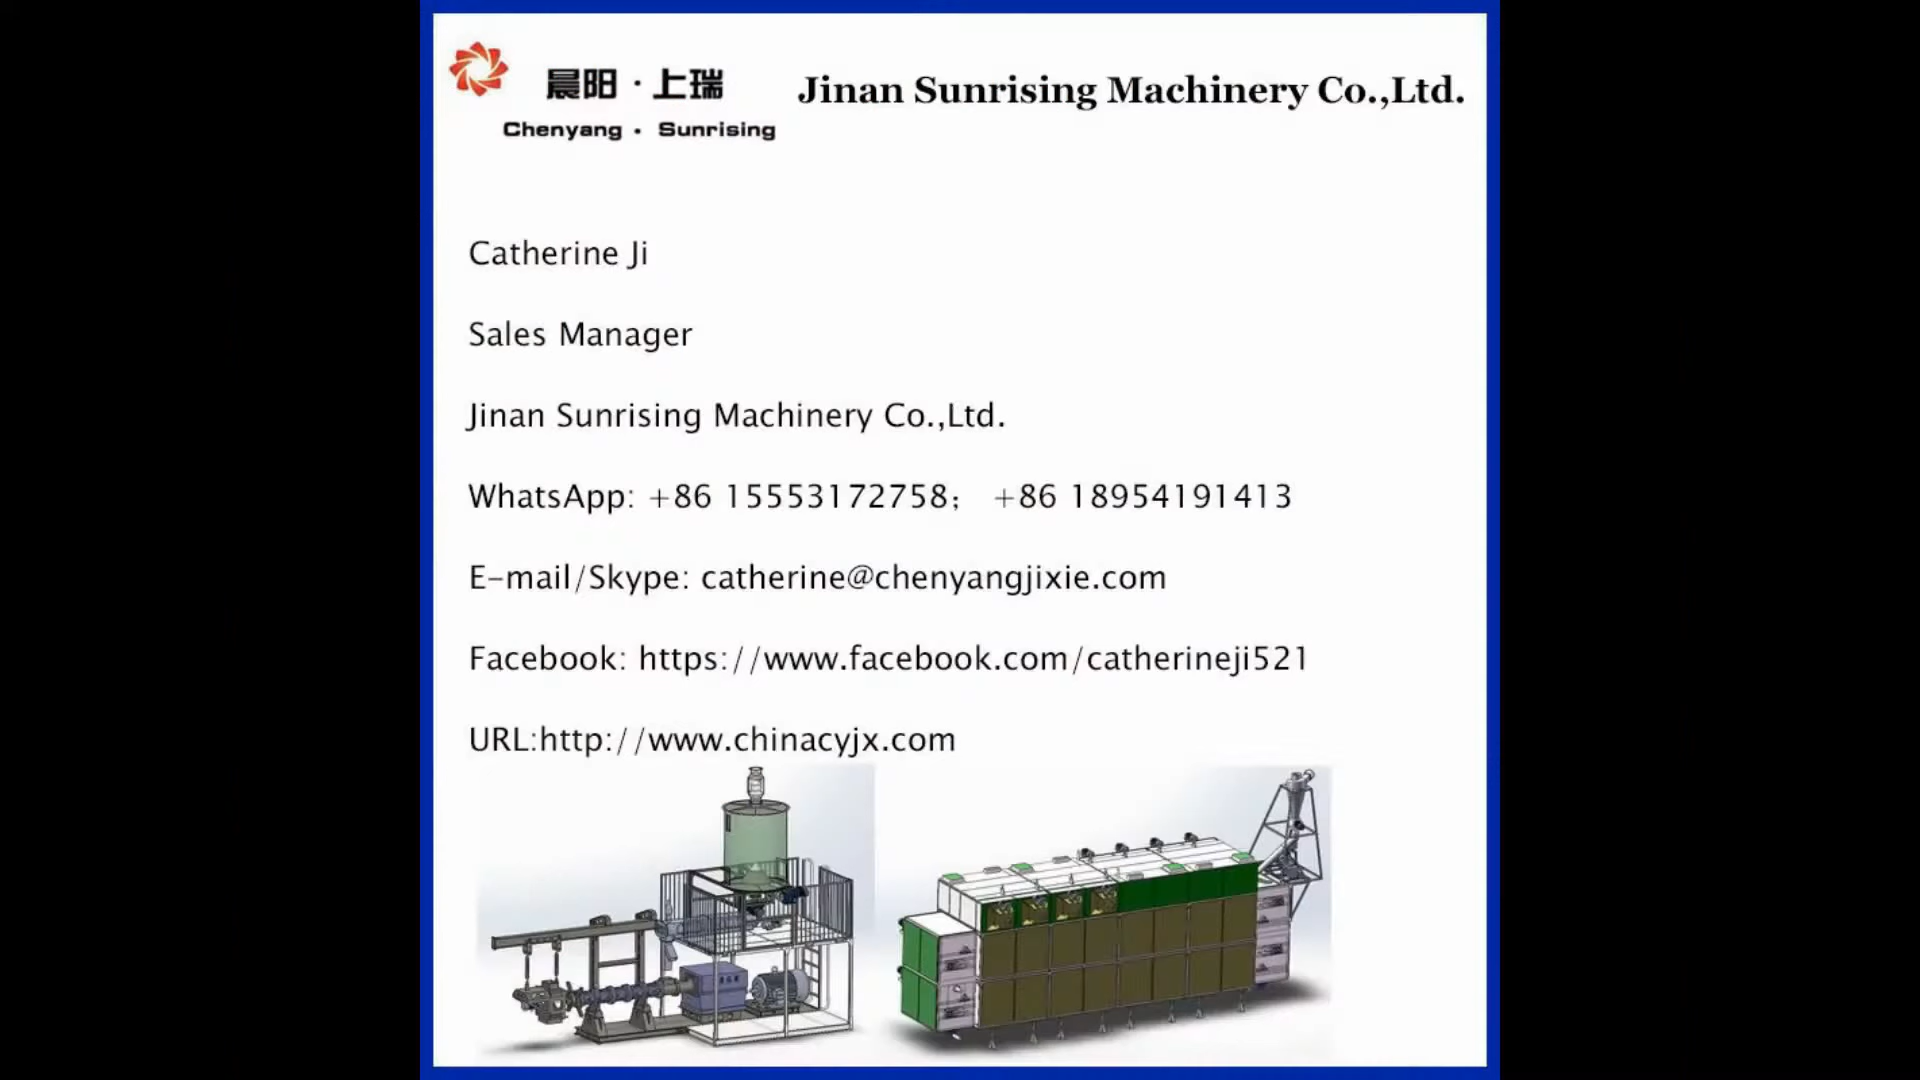 晨阳·上瑞
Chenyang · Sunrising
Jinan Sunrising Machinery Co.,Ltd.
Catherine Ji
Sales Manager
Jinan Sunrising Machinery Co.,Ltd.
WhatsApp: +86 15553172758； +86 18954191413
E-mail/Skype: catherine@chenyangjixie.com
Facebook: https://www.facebook.com/catherineji521
URL:http://www.chinacyjx.com